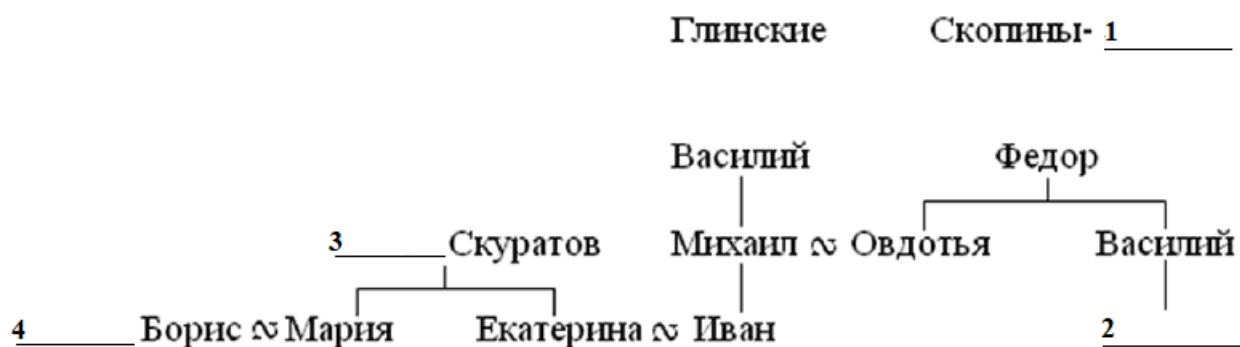 Глинские Скопины- 1
Василий Федор
3 Скуратов Михаил ~ Овдотья Василий
4 Борис ~ Мария Екатерина ~ Иван 2